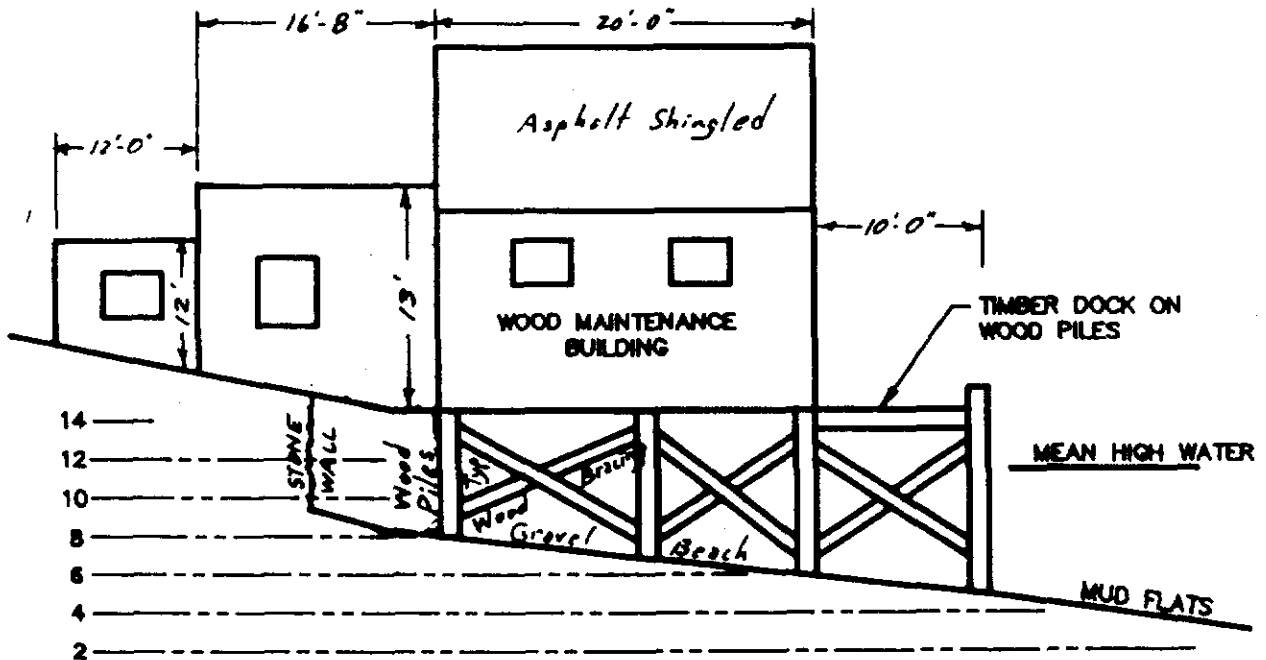 16'-8"
20'-0"
Asphalt Shingled
12'-0"
10'-0"
12'
13'
WOOD MAINTENANCE
BUILDING
TIMBER DOCK ON
WOOD PILES
14
STONE
WALL
Wood
Piles
Typ
Bracing
Wood
MEAN HIGH WATER
12
10
8
Gravel
Beach
6
4
MUD FLATS
2